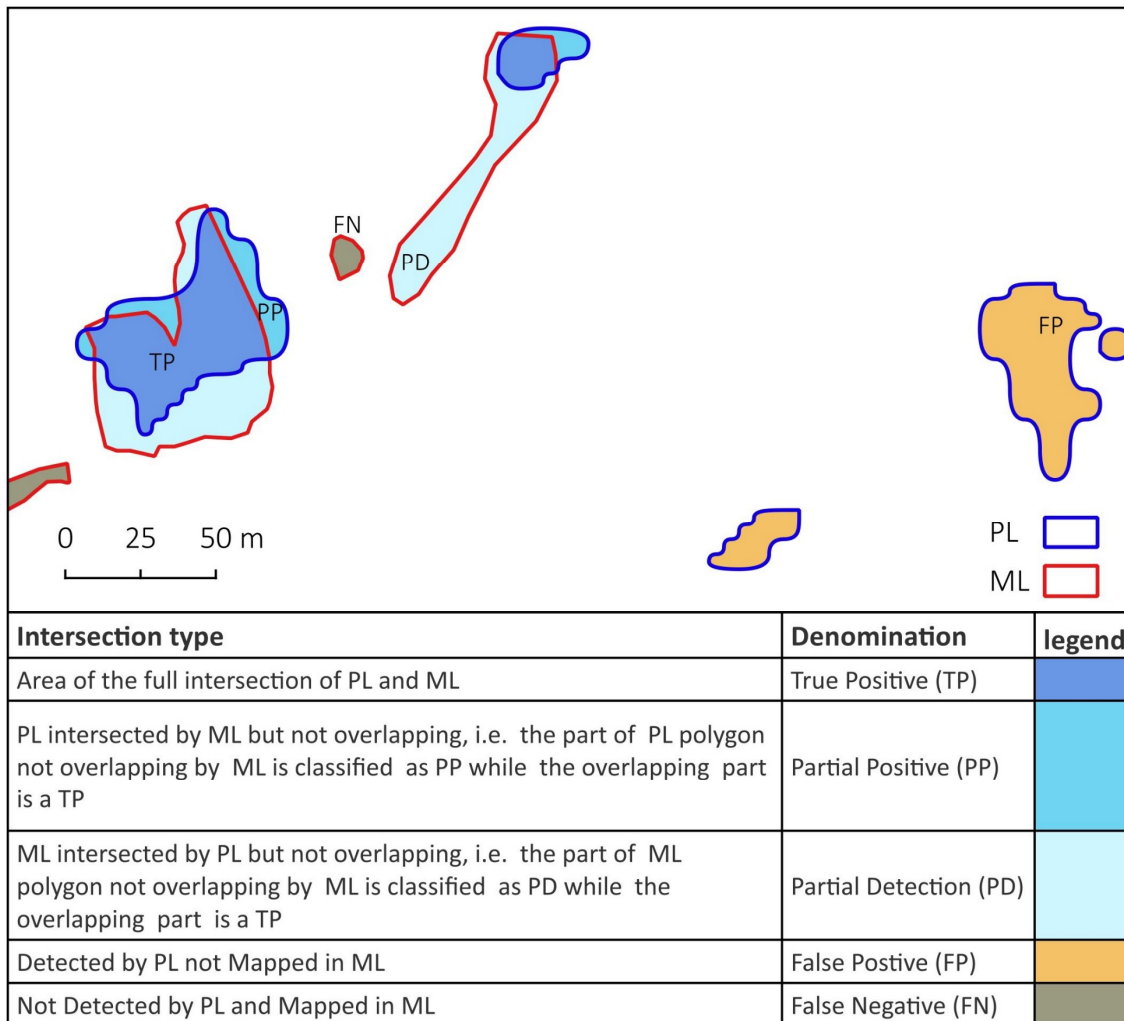 FN
PD
PP
TP
FP
0 25 50 m
PL
ML
Intersection type Denomination legend
Area of the full intersection of PL and ML True Positive (TP)
PL intersected by ML but not overlapping, i.e. the part of PL polygon
not overlapping by ML is classified as PP while the overlapping part
is a TP
Partial Positive (PP)
ML intersected by PL but not overlapping, i.e. the part of ML
polygon not overlapping by ML is classified as PD while the
overlapping part is a TP
Partial Detection (PD)
Detected by PL not Mapped in ML False Postive (FP)
Not Detected by PL and Mapped in ML False Negative (FN)